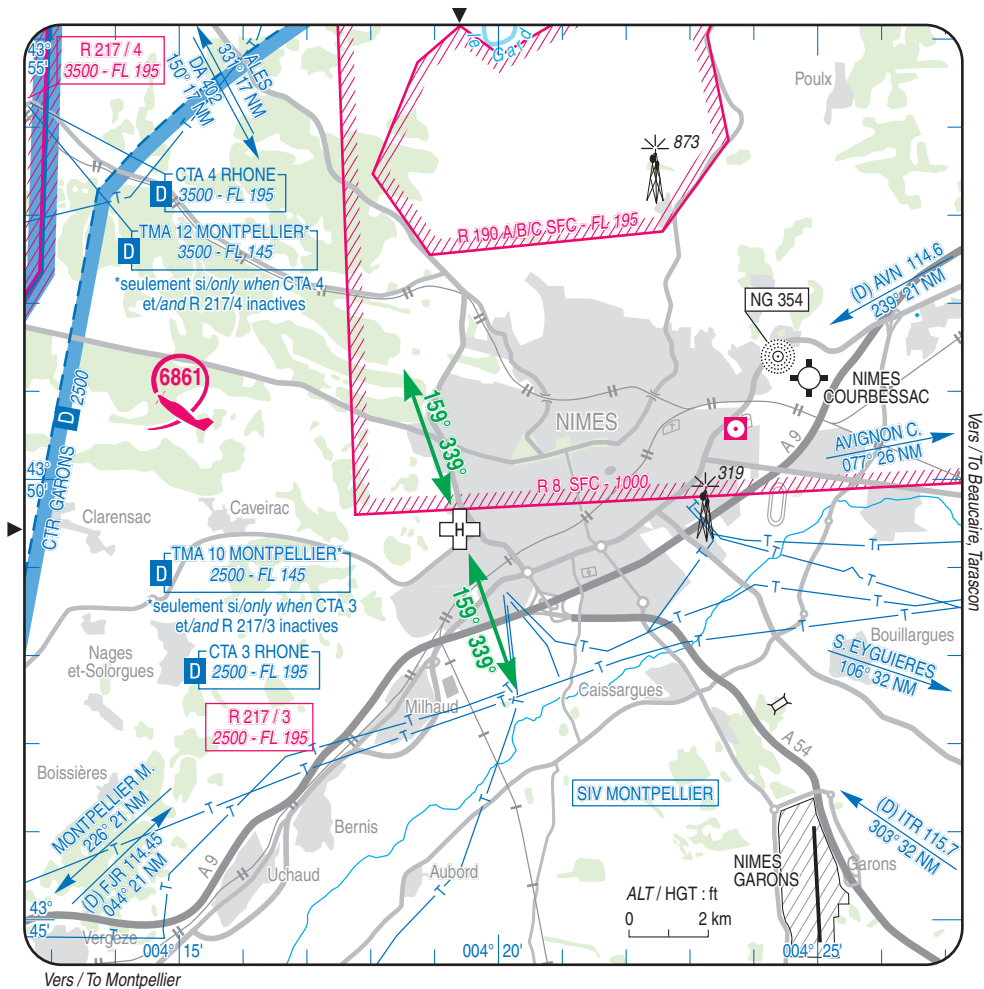 43°
55'
R 217 / 4
3500 - FL 195
ALES
331° 17 NM
DA 402
150° 17 NM
le Gard
Poulx
873
CTA 4 RHONE
D 3500 - FL 195
R 190 A/B/C SFC - FL 195
TMA 12 MONTPELLIER*
D 3500 - FL 145
*seulement si/only when CTA 4
et/and R 217/4 inactives
(D) AVN 114.6
239° 21 NM
NG 354
6861
D 2500
CTR GARONS
159° 339°
NIMES
NIMES
COURBESSAC
A 9
AVIGNON C.
077° 26 NM
Vers / To Beaucaire, Tarascon
43°
50'
R 8 SFC - 1000
319
Clarensac
Caveirac
H
TMA 10 MONTPELLIER*
D 2500 - FL 145
*seulement si/only when CTA 3
et/and R 217/3 inactives
CTA 3 RHONE
D 2500 - FL 195
159° 339°
T
T
T
T
T
T
Nages
et-Solorgues
Bouillargues
S. EYGUIERES
106° 32 NM
Caissargues
Milhaud
R 217 / 3
2500 - FL 195
A 54
Boissières
MONTPELLIER M.
226° 21 NM
(D) FJR 114.45
044° 21 NM
SIV MONTPELLIER
(D) ITR 115.7
303° 32 NM
Bernis
A 9
Uchaud
Aubord
NIMES
GARONS
Garons
ALT / HGT : ft
0 2 km
43°
45'
Vergèze
004° 15'
004° 20'
004° 25'
Vers / To Montpellier